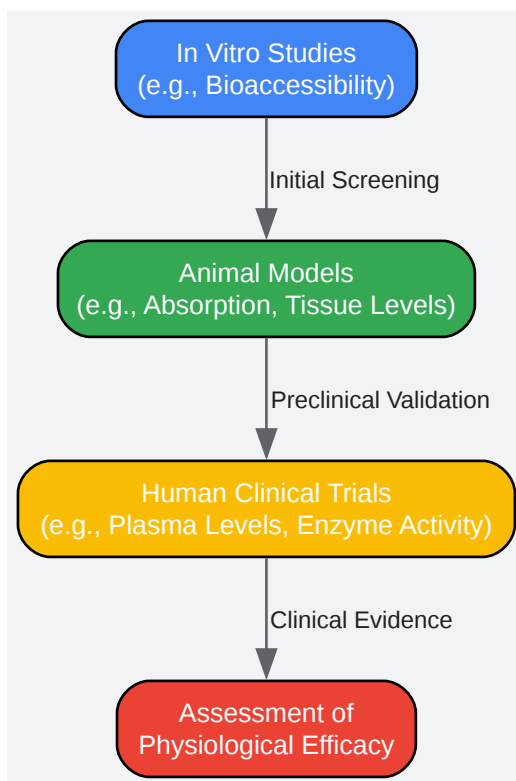 In Vitro Studies
(e.g., Bioaccessibility)
Initial Screening
Animal Models
(e.g., Absorption, Tissue Levels)
Preclinical Validation
Human Clinical Trials
(e.g., Plasma Levels, Enzyme Activity)
Clinical Evidence
Assessment of
Physiological Efficacy